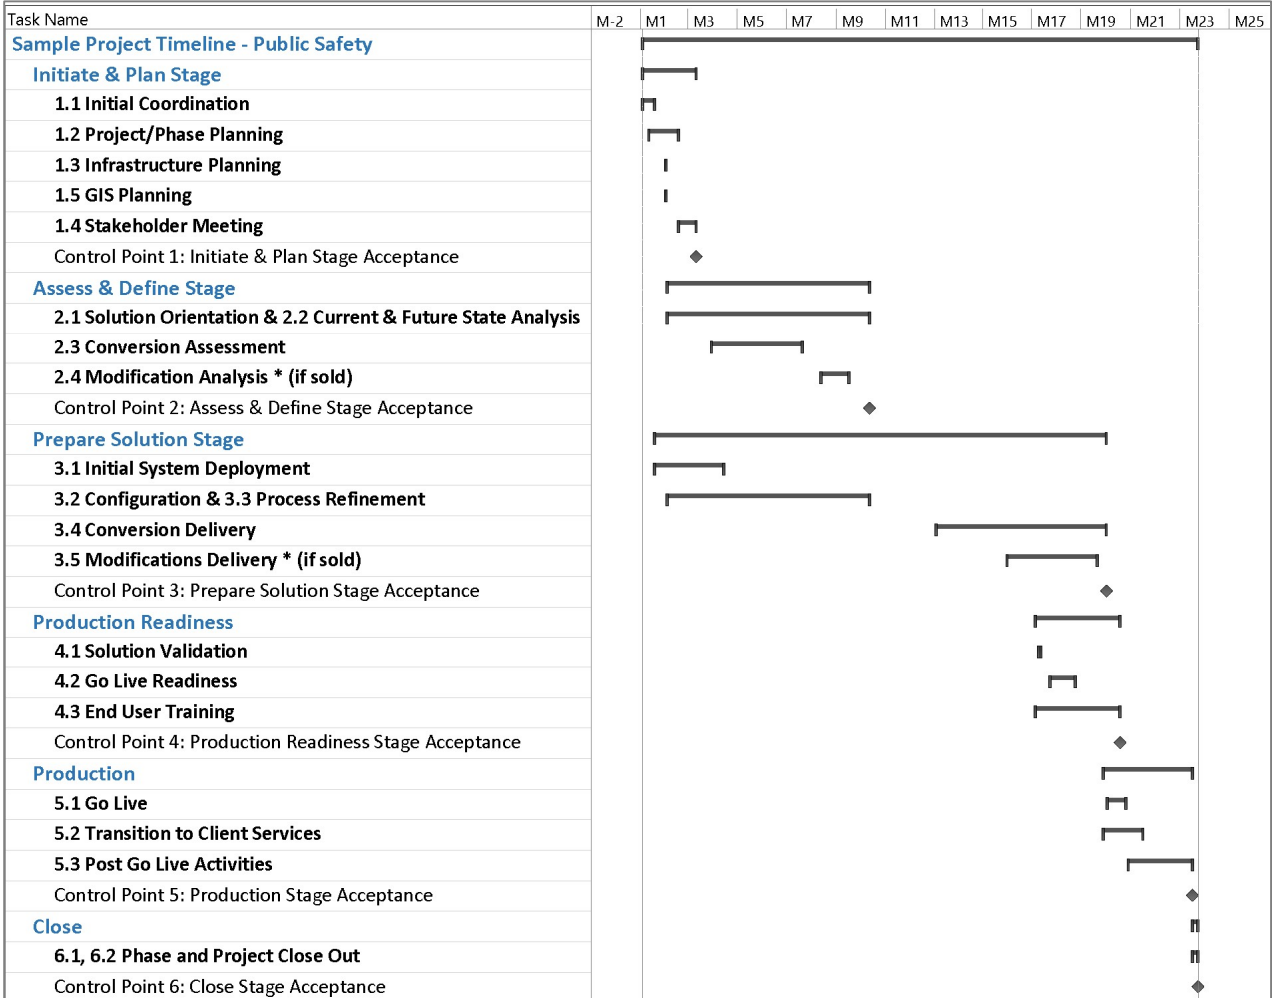 Task Name M-2 M1 M3 M5 M7 M9 M11 M13 M15 M17 M19 M21 M23 M25
Sample Project Timeline - Public Safety
Initiate & Plan Stage
1.1 Initial Coordination
1.2 Project/Phase Planning
1.3 Infrastructure Planning
1.5 GIS Planning
1.4 Stakeholder Meeting
Control Point 1: Initiate & Plan Stage Acceptance
Assess & Define Stage
2.1 Solution Orientation & 2.2 Current & Future State Analysis
2.3 Conversion Assessment
2.4 Modification Analysis * (if sold)
Control Point 2: Assess & Define Stage Acceptance
Prepare Solution Stage
3.1 Initial System Deployment
3.2 Configuration & 3.3 Process Refinement
3.4 Conversion Delivery
3.5 Modifications Delivery * (if sold)
Control Point 3: Prepare Solution Stage Acceptance
Production Readiness
4.1 Solution Validation
4.2 Go Live Readiness
4.3 End User Training
Control Point 4: Production Readiness Stage Acceptance
Production
5.1 Go Live
5.2 Transition to Client Services
5.3 Post Go Live Activities
Control Point 5: Production Stage Acceptance
Close
6.1, 6.2 Phase and Project Close Out
Control Point 6: Close Stage Acceptance